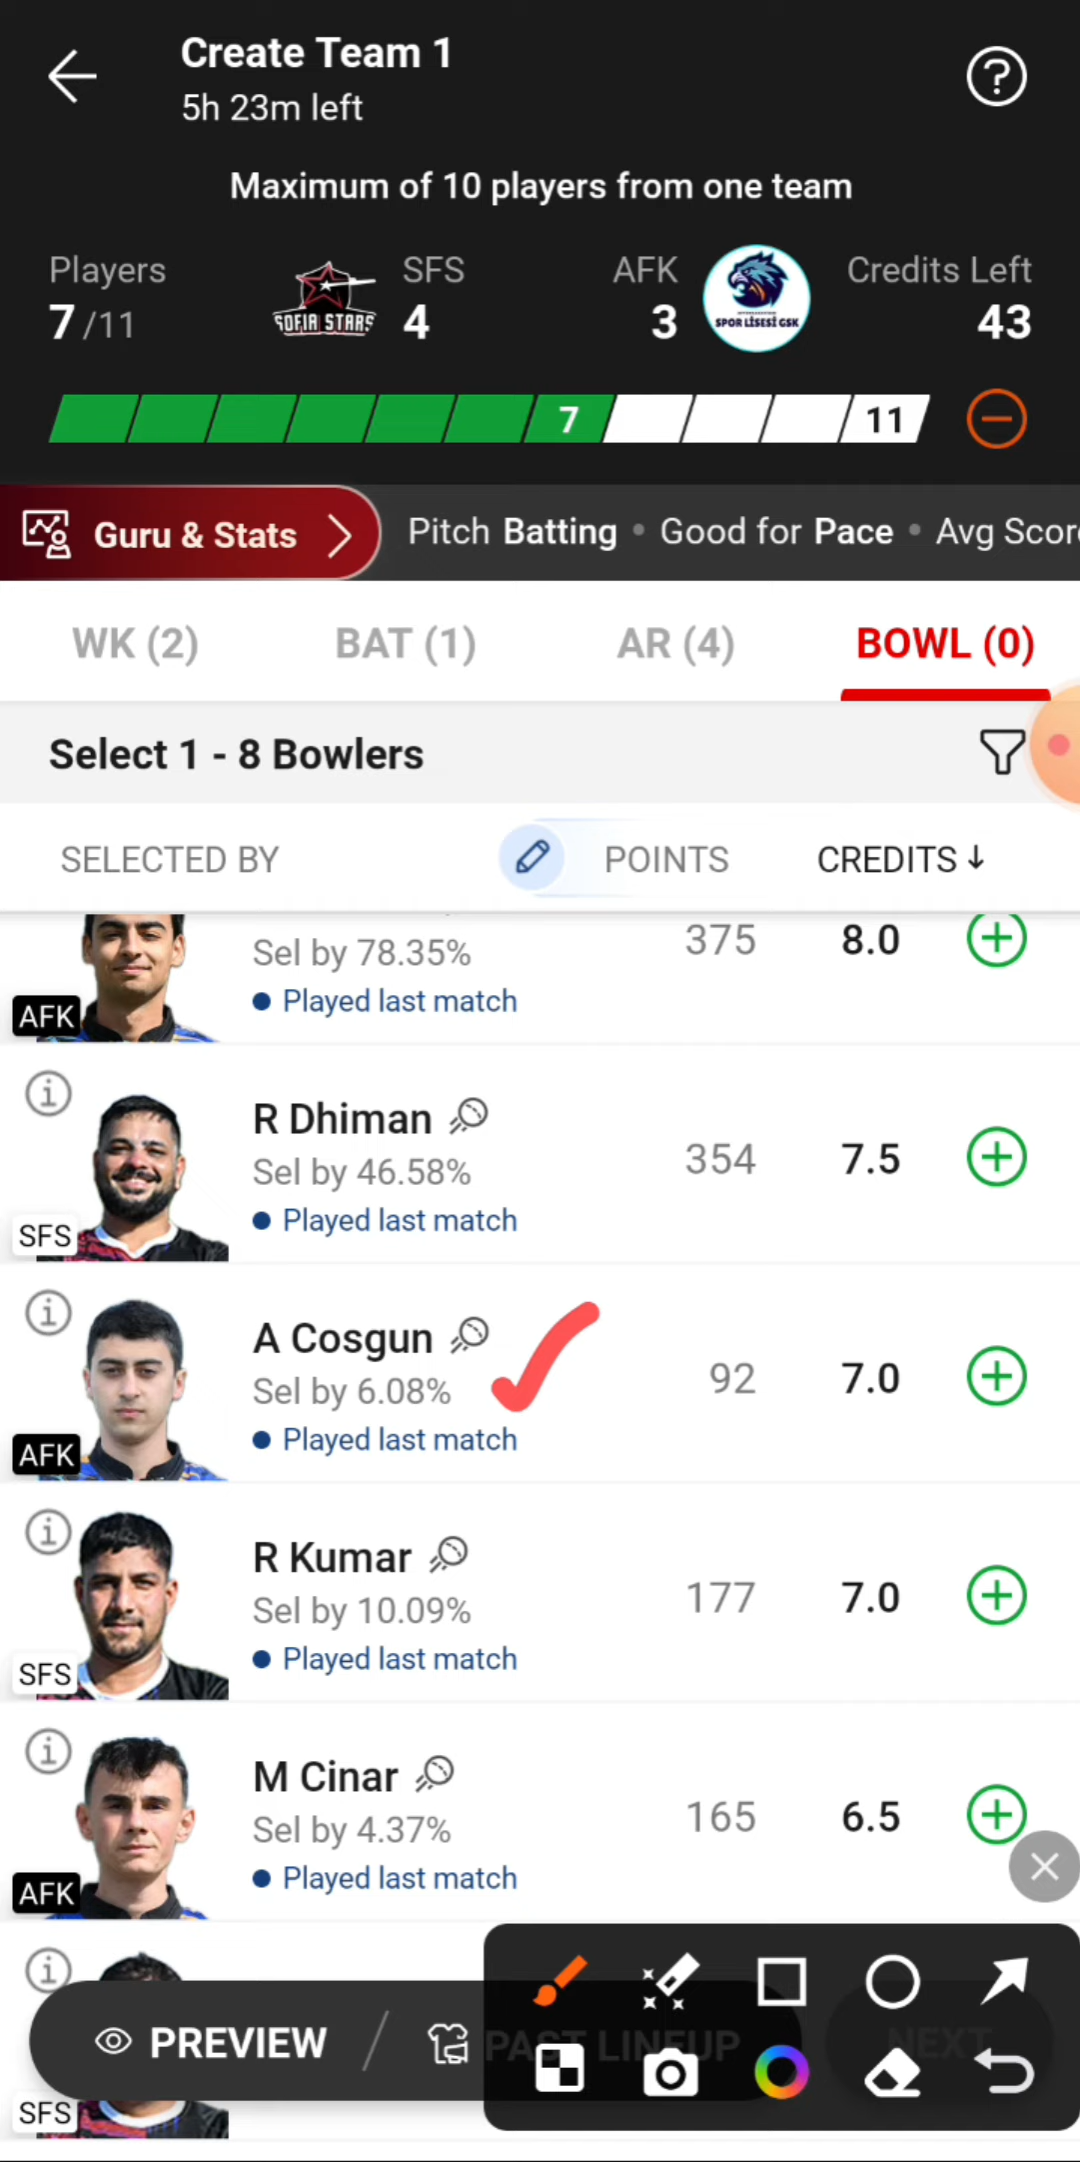 Create Team 1
5h 23m left
Maximum of 10 players from one team
Players
7/11
SOFIA STARS
SFS
4
AFK
3
SPOR LİSESİ GSK
Credits Left
43
7
11
Guru & Stats
Pitch Batting • Good for Pace • Avg Scor
WK (2)
BAT (1)
AR (4)
BOWL (0)
Select 1 - 8 Bowlers
SELECTED BY
POINTS
CREDITS ↓
Sel by 78.35%
375
8.0
Played last match
AFK
R Dhiman
Sel by 46.58%
354
7.5
Played last match
SFS
A Cosgun
Sel by 6.08%
92
7.0
Played last match
AFK
R Kumar
Sel by 10.09%
177
7.0
Played last match
SFS
M Cinar
Sel by 4.37%
165
6.5
Played last match
AFK
PREVIEW
PAST LINEUP
NEXT
SFS